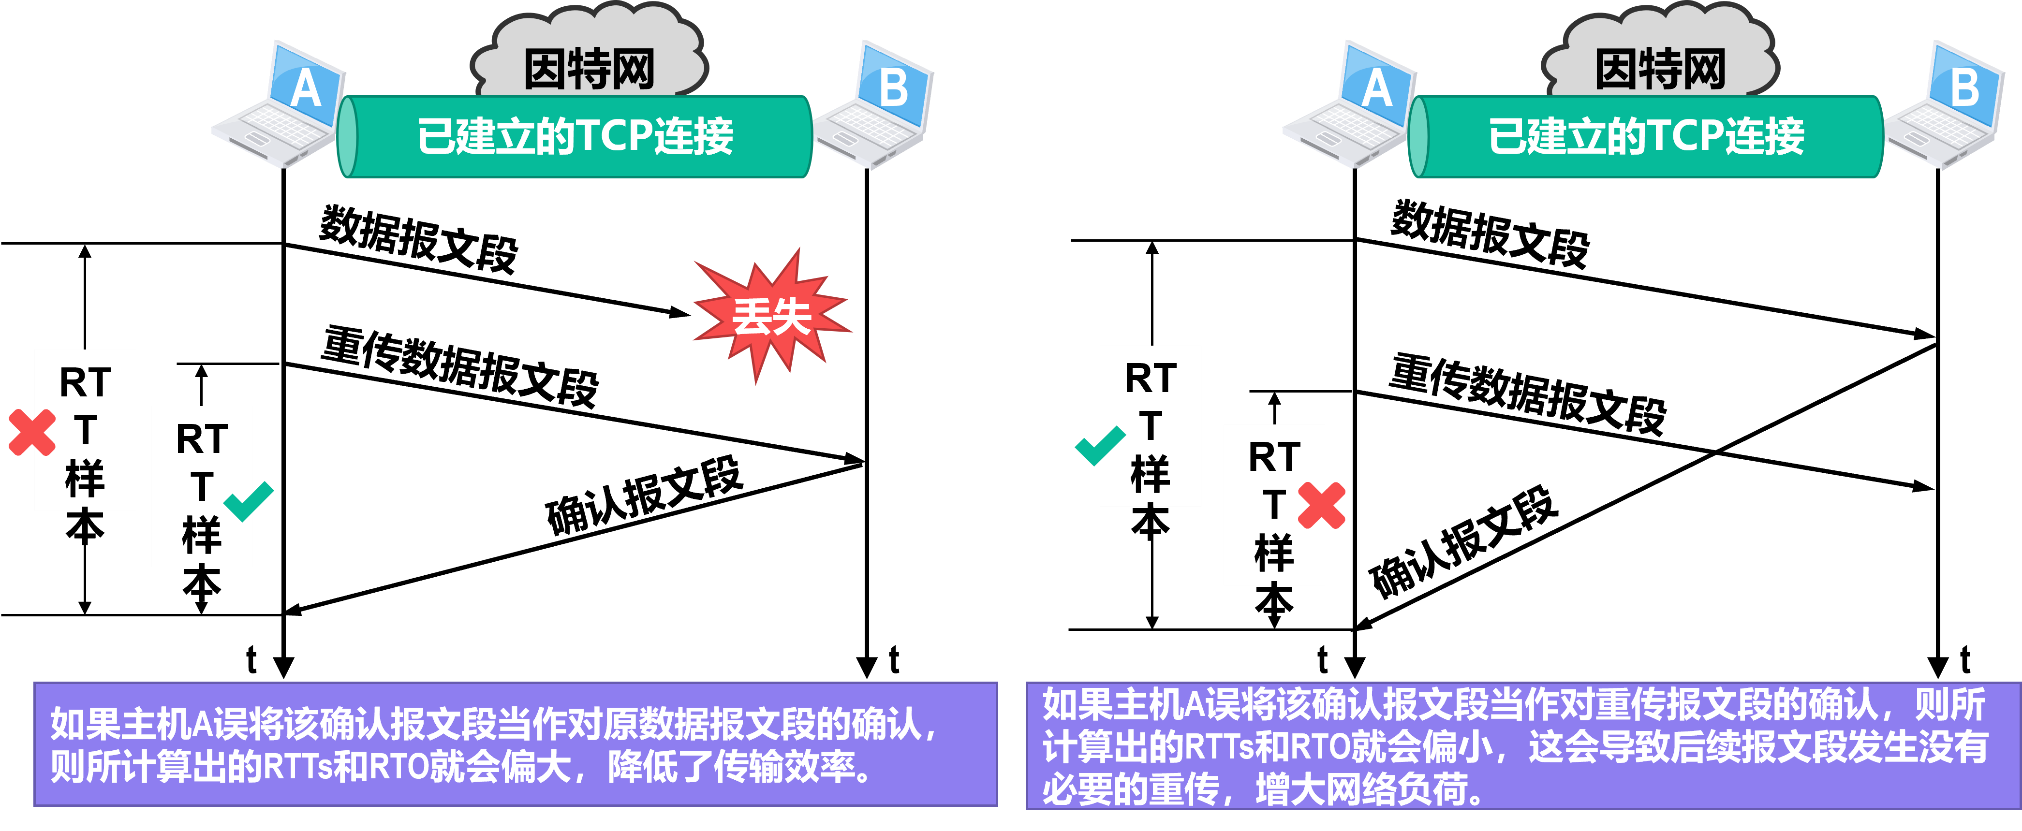 因特网
A
B
已建立的TCP连接
数据报文段
丢失
重传数据报文段
RT
T
样
本
RT
T
样
本
确认报文段
t
t
如果主机A误将该确认报文段当作对原数据报文段的确认，
则所计算出的RTTs和RTO就会偏大，降低了传输效率。
因特网
A
B
已建立的TCP连接
数据报文段
重传数据报文段
RT
T
样
本
RT
T
样
本
确认报文段
t
t
如果主机A误将该确认报文段当作对重传报文段的确认，则所
计算出的RTTs和RTO就会偏小，这会导致后续报文段发生没有
必要的重传，增大网络负荷。